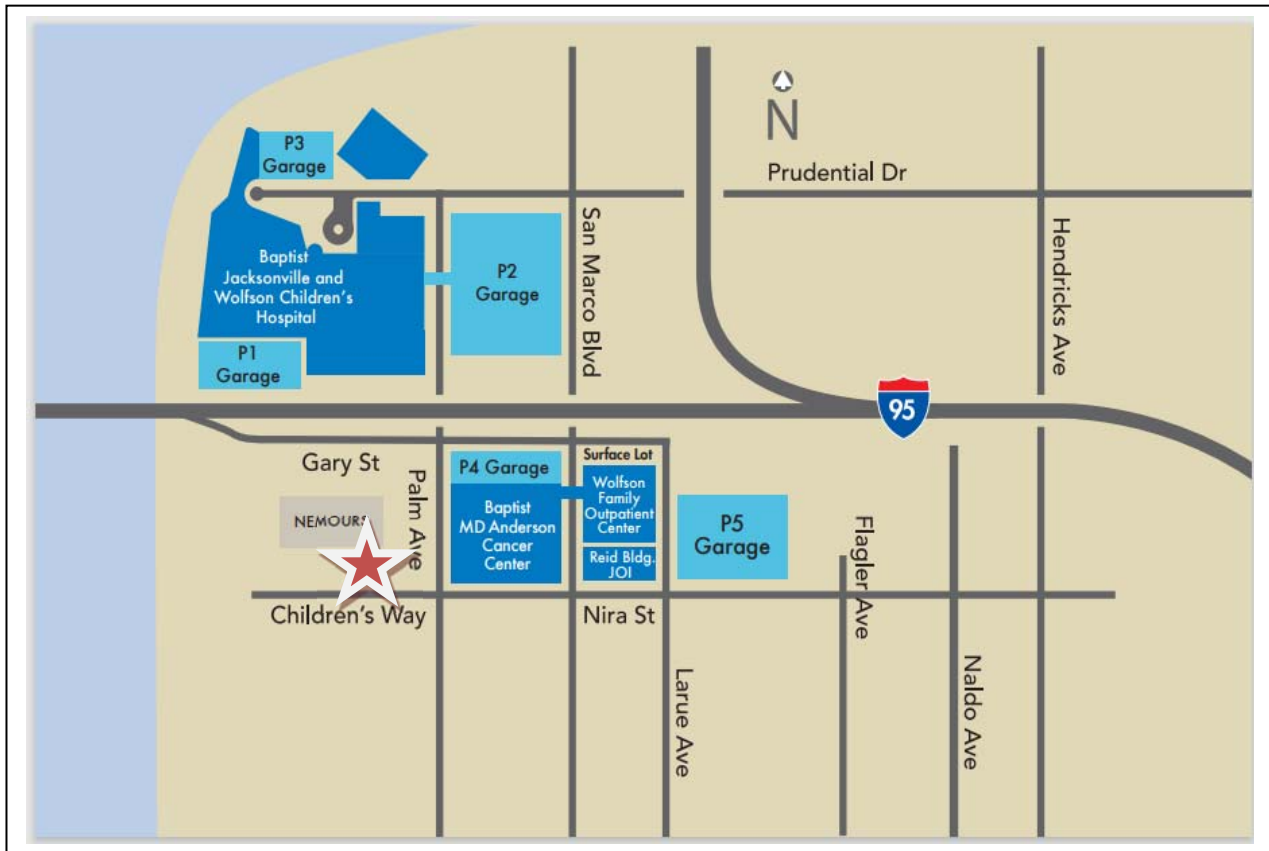 N
Prudential Dr
P3
Garage
San Marco Blvd
Hendricks Ave
Baptist
Jacksonville and
Wolfson Children's
Hospital
P2
Garage
P1
Garage
95
Gary St
Palm Ave
P4 Garage
Baptist
MD Anderson
Cancer
Center
Surface Lot
Wolfson
Family
Outpatient
Center
Reid Bldg.
JOI
P5
Garage
NEMOURS
Flagler Ave
Children's Way
Nira St
Larue Ave
Naldo Ave